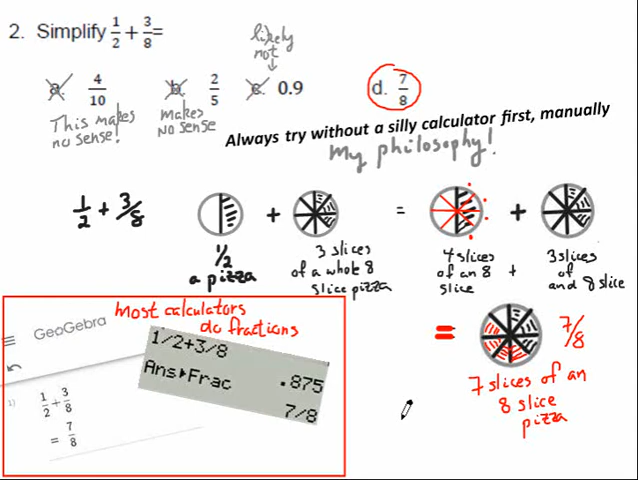 2. Simplify 1/2 + 3/8 =
likely
not
↓
a. 4/10 b. 2/5 c. 0.9 d. 7/8
This makes
no sense!
makes
NO SENSE
Always try without a silly calculator first, manually
My philosophy!
1/2 + 3/8 + = +
1/2
a pizza
3 slices
of a whole 8
slice pizza
4 slices
of an 8
slice
+
3 slices
of
and 8 slice
Most calculators
do fractions
GeoGebra
1) 1/2 + 3/8
= 7/8
1/2+3/8
.875
Ans▶Frac
7/8
= 7/8
7 slices of an
8 slice
pizza